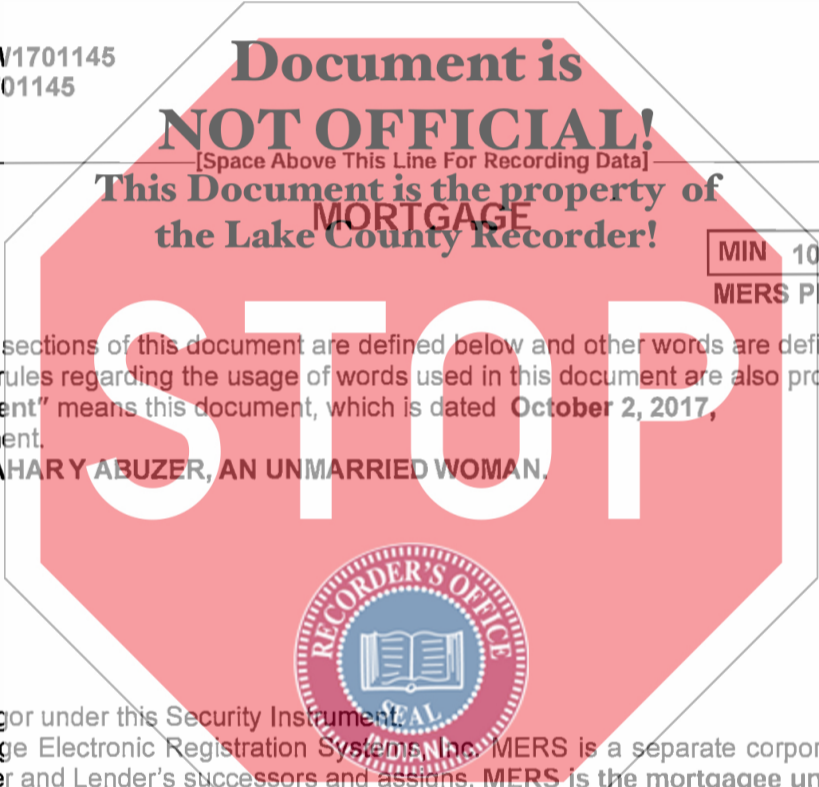 1701145
01145
Document is
NOT OFFICIAL!
[Space Above This Line For Recording Data]
This Document is the property of
MORTGAGE
the Lake County Recorder!
MIN 10
MERS P
STOP
sections of this document are defined below and other words are defi
rules regarding the usage of words used in this document are also pro
ent" means this document, which is dated October 2, 2017,
ent.
HAR Y ABUZER, AN UNMARRIED WOMAN.
RECORDER'S OFFICE
SEAL
gor under this Security Instrument.
ge Electronic Registration Systems, Inc. MERS is a separate corpor
er and Lender's successors and assigns. MERS is the mortgagee un